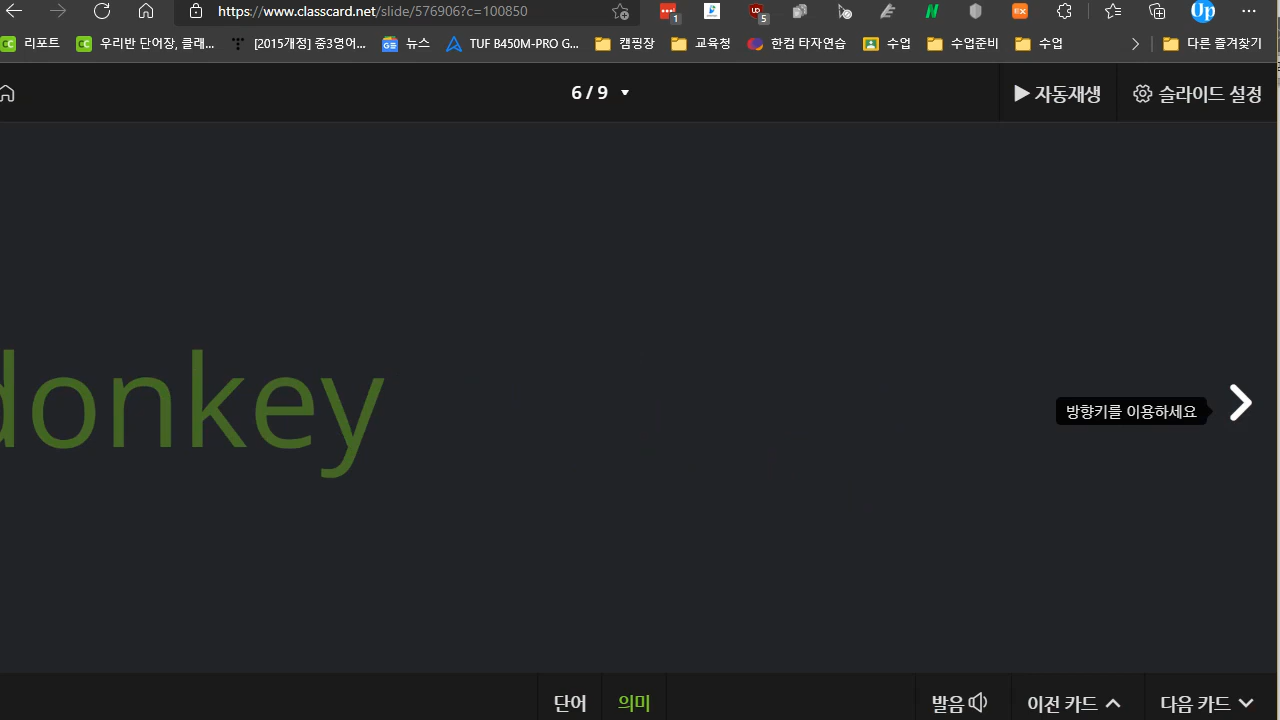 https://www.classcard.net/slide/576906?c=100850
1
5
Up
리포트
우리반 단어장, 클래...
[2015개정] 중3영어...
뉴스
TUF B450M-PRO G...
캠핑장
교육청
한컴 타자연습
수업
수업준비
수업
다른 즐겨찾기
6 / 9
자동재생
슬라이드 설정
donkey
방향키를 이용하세요
단어
의미
발음
이전 카드
다음 카드